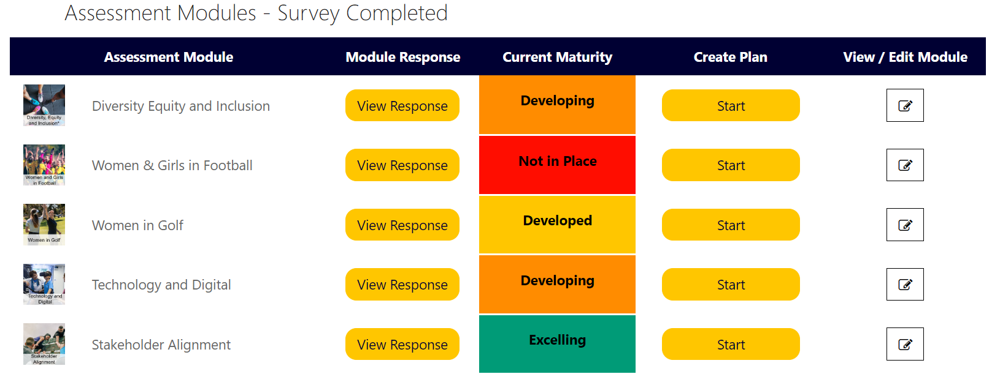 Assessment Modules - Survey Completed
Assessment Module Module Response Current Maturity Create Plan View / Edit Module
Diversity, Equity
and Inclusion*
Diversity Equity and Inclusion View Response Developing Start
Women and Girls
in Football
Women & Girls in Football View Response Not in Place Start
Women in Golf
Women in Golf View Response Developed Start
Technology and
Digital
Technology and Digital View Response Developing Start
Stakeholder
Alignment
Stakeholder Alignment View Response Excelling Start